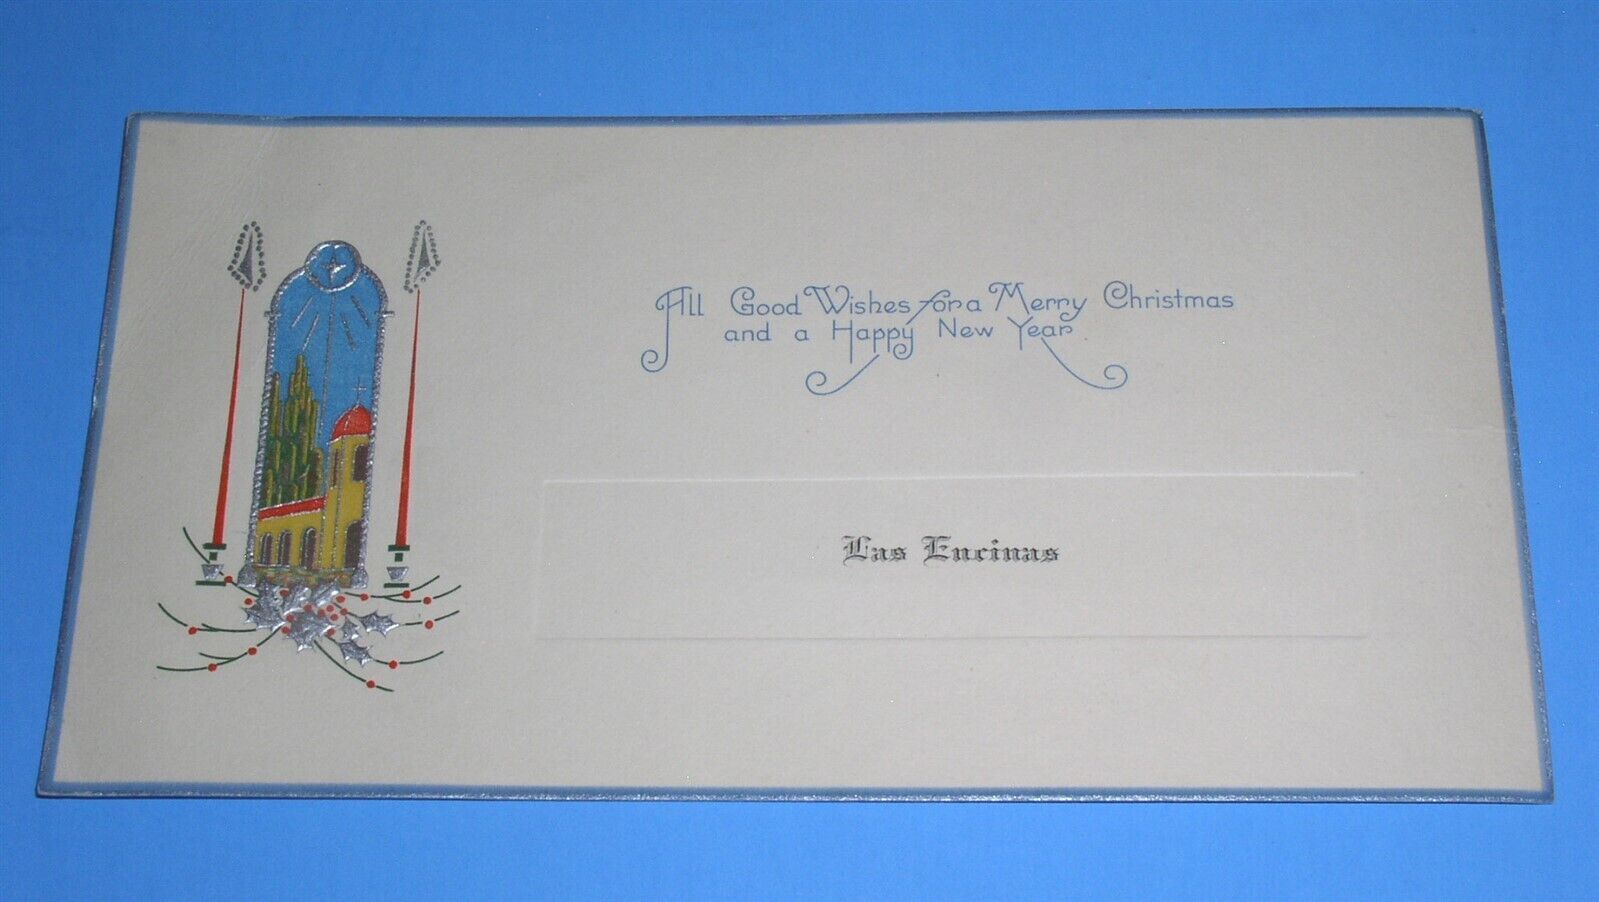 All Good Wishes for a Merry Christmas
and a Happy New Year
Las Encinas